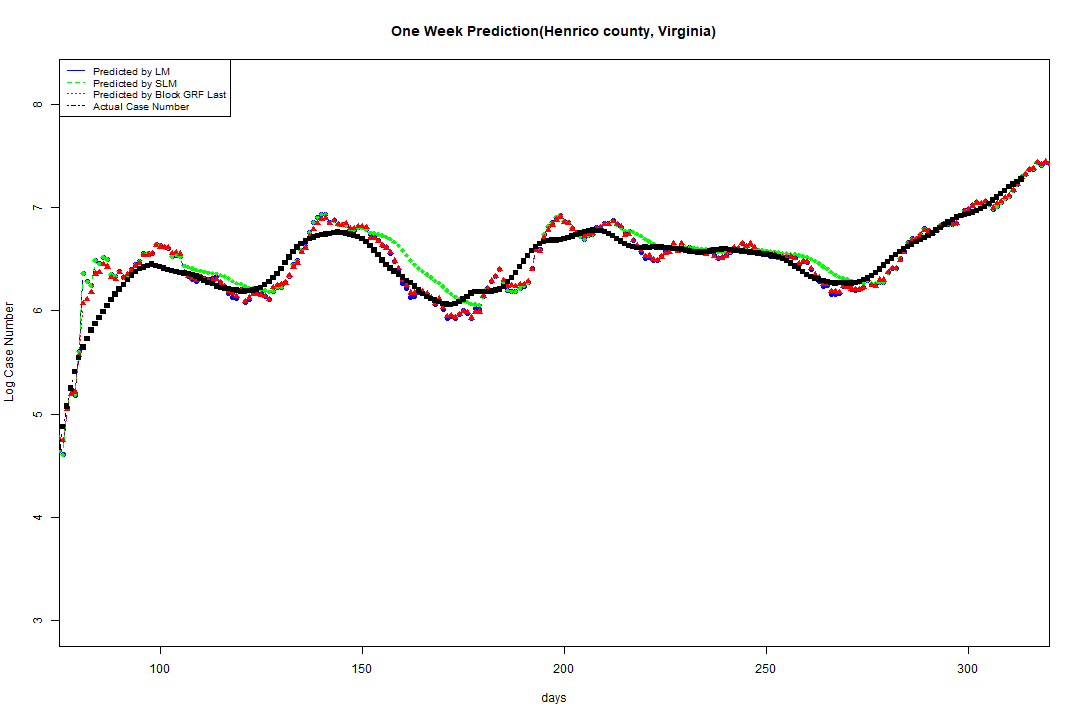 One Week Prediction(Henrico county, Virginia)
Predicted by LM
Predicted by SLM
Predicted by Block GRF Last
Actual Case Number
8
7
6
5
4
3
Log Case Number
100
150
200
250
300
days